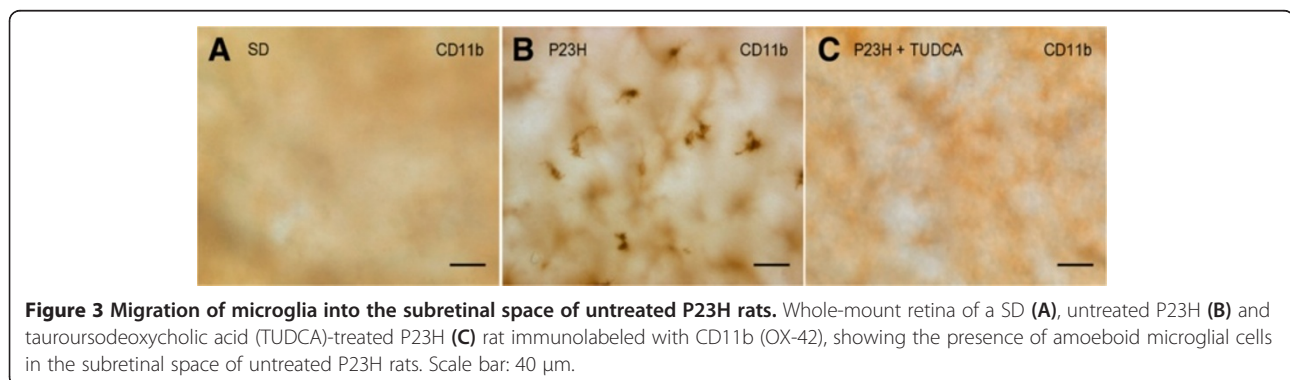 A SD CD11b B P23H CD11b C P23H + TUDCA CD11b
Figure 3 Migration of microglia into the subretinal space of untreated P23H rats. Whole-mount retina of a SD (A), untreated P23H (B) and
tauroursodeoxycholic acid (TUDCA)-treated P23H (C) rat immunolabeled with CD11b (OX-42), showing the presence of amoeboid microglial cells
in the subretinal space of untreated P23H rats. Scale bar: 40 μm.